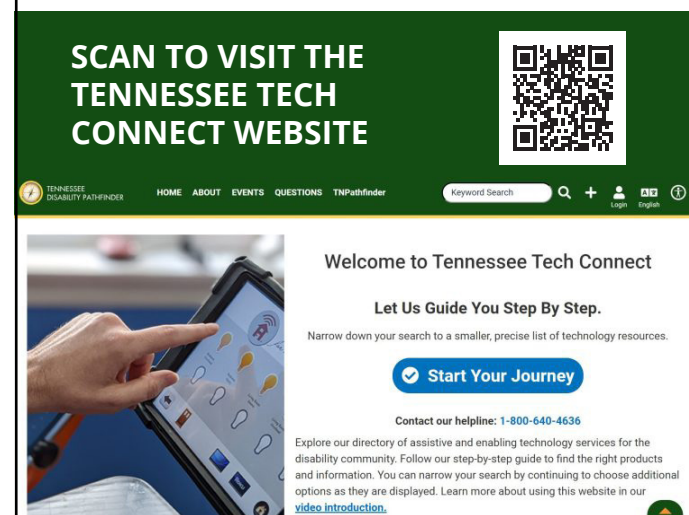 SCAN TO VISIT THE
TENNESSEE TECH
CONNECT WEBSITE
TENNESSEE
DISABILITY PATHFINDER
HOME ABOUT EVENTS QUESTIONS TNPathfinder
Keyword Search
Login
English
Welcome to Tennessee Tech Connect
Let Us Guide You Step By Step.
Narrow down your search to a smaller, precise list of technology resources.
Start Your Journey
Contact our helpline: 1-800-640-4636
Explore our directory of assistive and enabling technology services for the
disability community. Follow our step-by-step guide to find the right products
and information. You can narrow your search by continuing to choose additional
options as they are displayed. Learn more about using this website in our
video introduction.